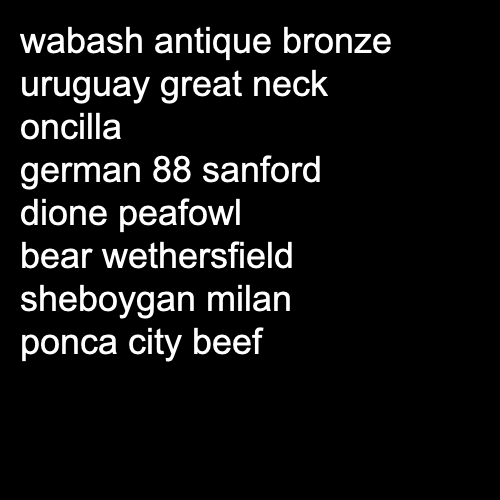 wabash antique bronze
uruguay great neck
oncilla
german 88 sanford
dione peafowl
bear wethersfield
sheboygan milan
ponca city beef